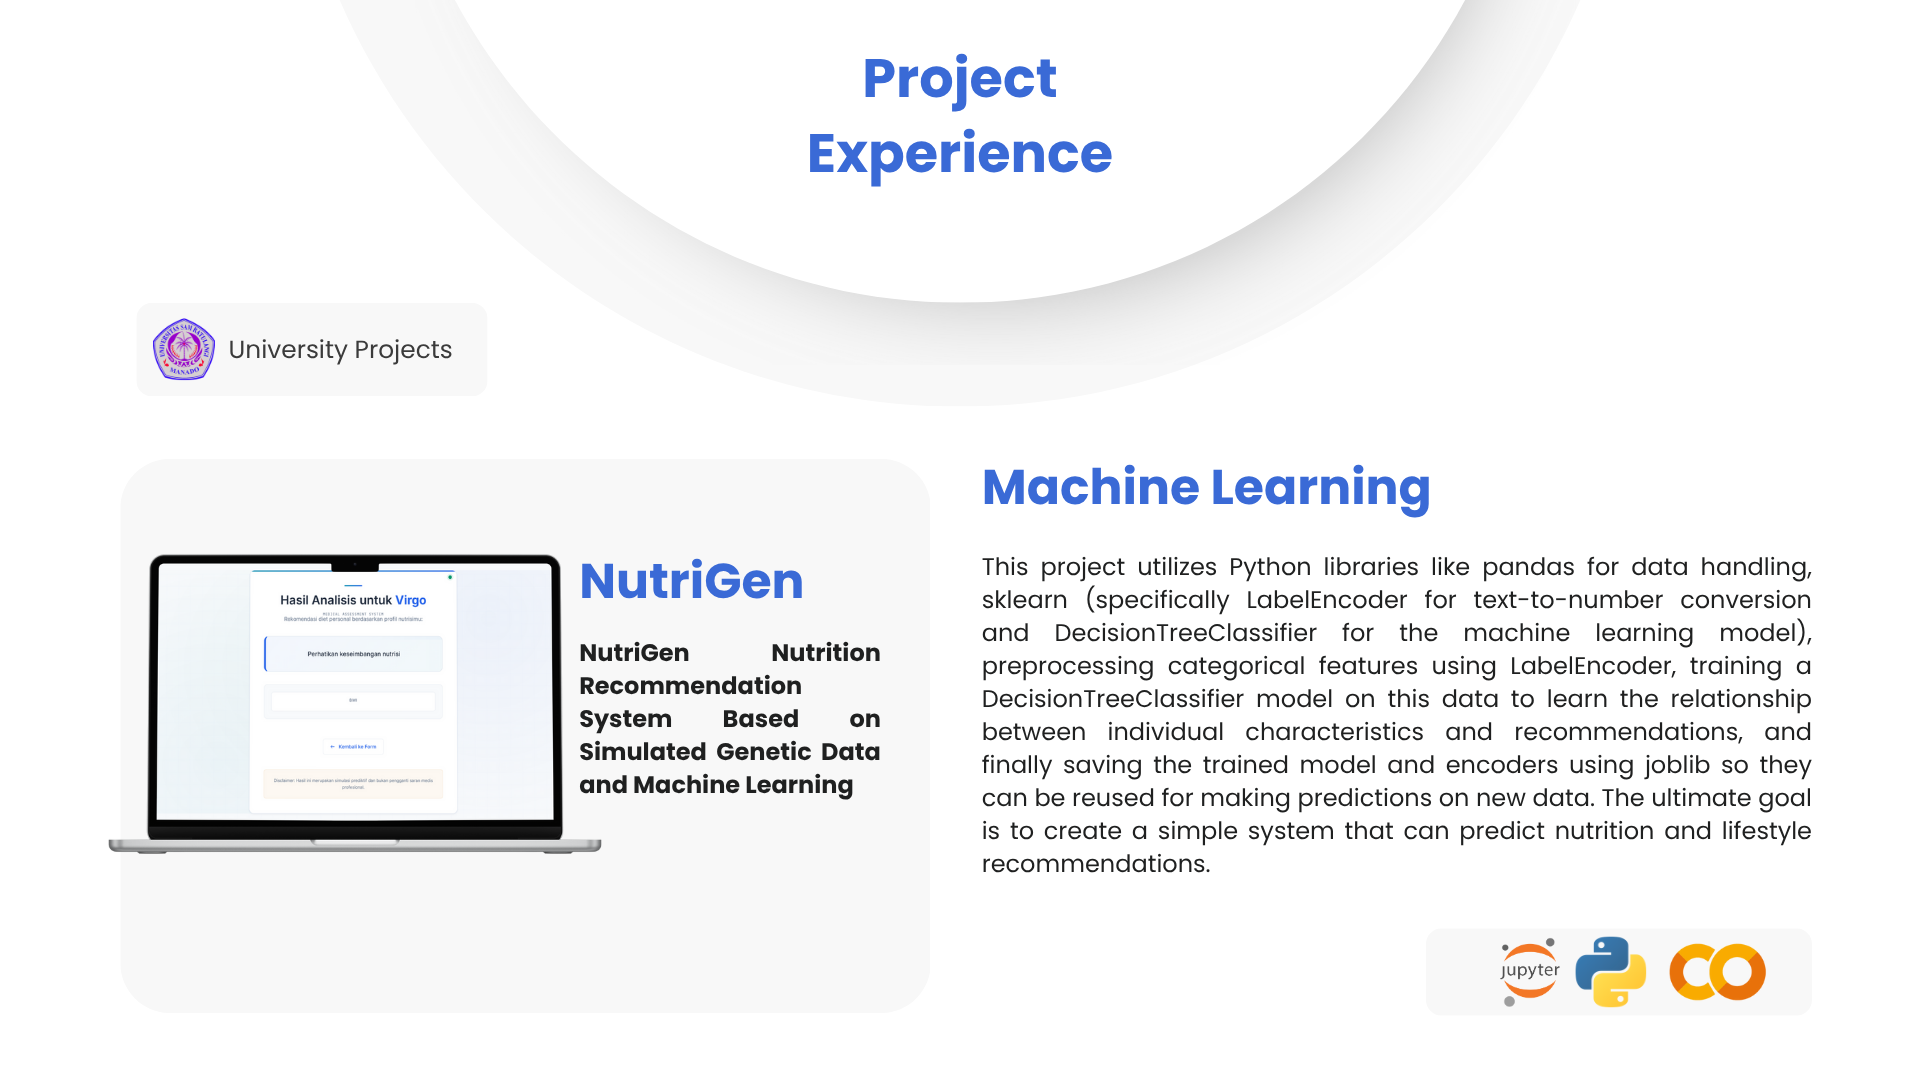 Project
Experience
UNIVERSITAS SAM RATULANGI
MANADO
University Projects
Hasil Analisis untuk Virgo
MEDICAL ASSESSMENT SYSTEM
Rekomendasi diet personal berdasarkan profil nutrisimu:
Perhatikan keseimbangan nutrisi
← Kembali ke Form
Disclaimer: Hasil ini merupakan simulasi prediktif dan bukan pengganti saran medis
profesional.
NutriGen
NutriGen Nutrition
Recommendation
System Based on
Simulated Genetic Data
and Machine Learning
Machine Learning
This project utilizes Python libraries like pandas for data handling,
sklearn (specifically LabelEncoder for text-to-number conversion
and DecisionTreeClassifier for the machine learning model),
preprocessing categorical features using LabelEncoder, training a
DecisionTreeClassifier model on this data to learn the relationship
between individual characteristics and recommendations, and
finally saving the trained model and encoders using joblib so they
can be reused for making predictions on new data. The ultimate goal
is to create a simple system that can predict nutrition and lifestyle
recommendations.
jupyter